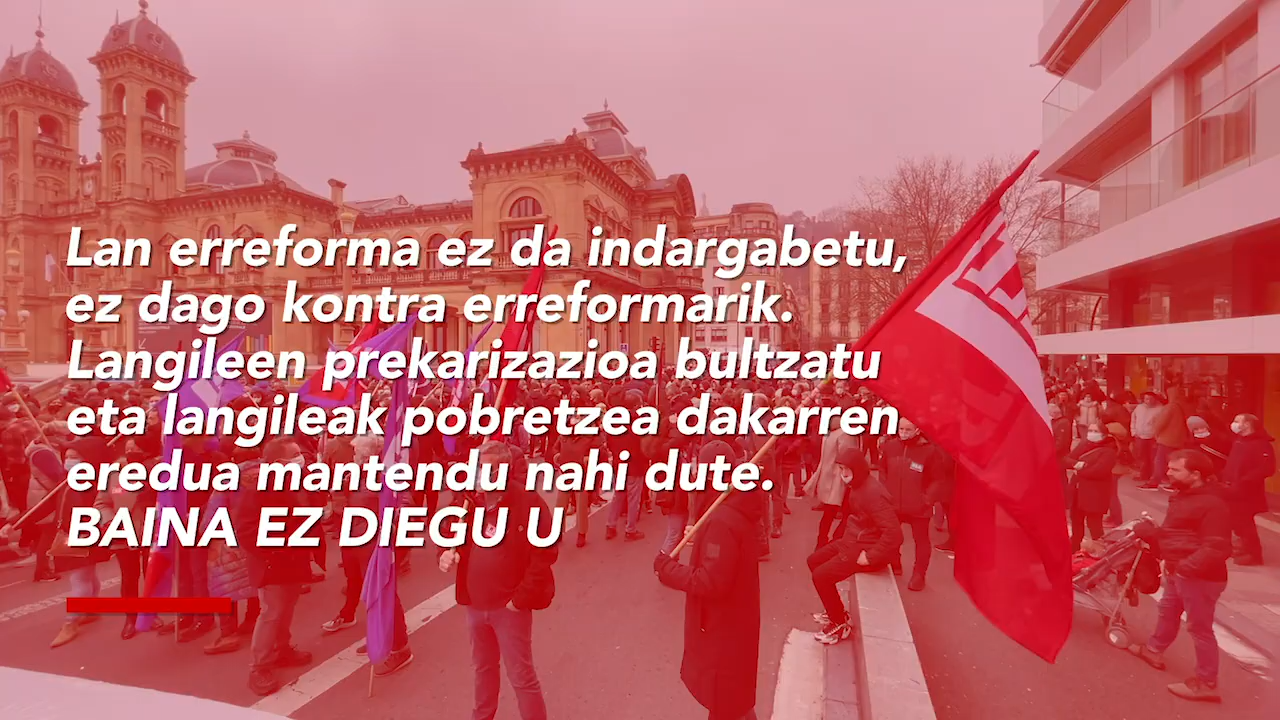 Lan erreforma ez da indargabetu,
ez dago kontra erreformarik.
Langileen prekarizazioa bultzatu
eta langileak pobretzea dakarren
eredua mantendu nahi dute.
BAINA EZ DIEGU U